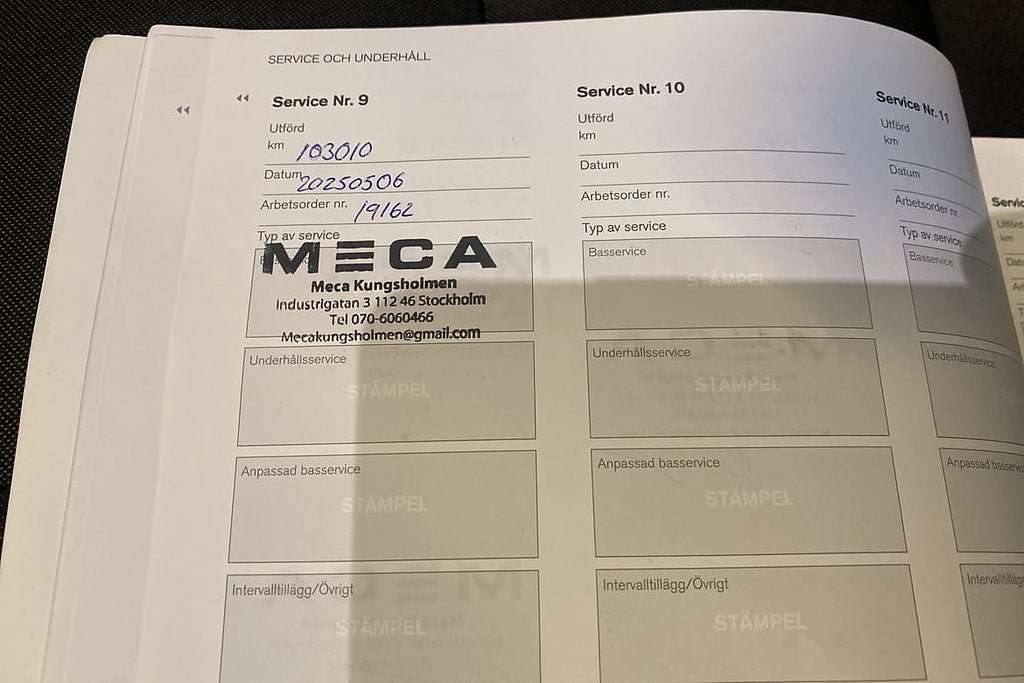 SERVICE OCH UNDERHÅLL
Service Nr. 9
Utförd
km 103010
Datum 20250506
Arbetsorder nr. 19162
Typ av service
MECA
Meca Kungsholmen
Industrigatan 3 112 46 Stockholm
Tel 070-6060466
Mecakungsholmen@gmail.com
Underhållsservice
STÄMPEL
Anpassad basservice
STÄMPEL
Intervalltillägg/Övrigt
STÄMPEL
Service Nr. 10
Utförd
km
Datum
Arbetsorder nr.
Typ av service
Basservice
STÄMPEL
Underhållsservice
STÄMPEL
Anpassad basservice
STÄMPEL
Intervalltillägg/Övrigt
STÄMPEL
Service Nr. 11
Utförd
km
Datum
Arbetsorder nr.
Typ av service
Basservice
Underhållsservice
Anpassad basservice